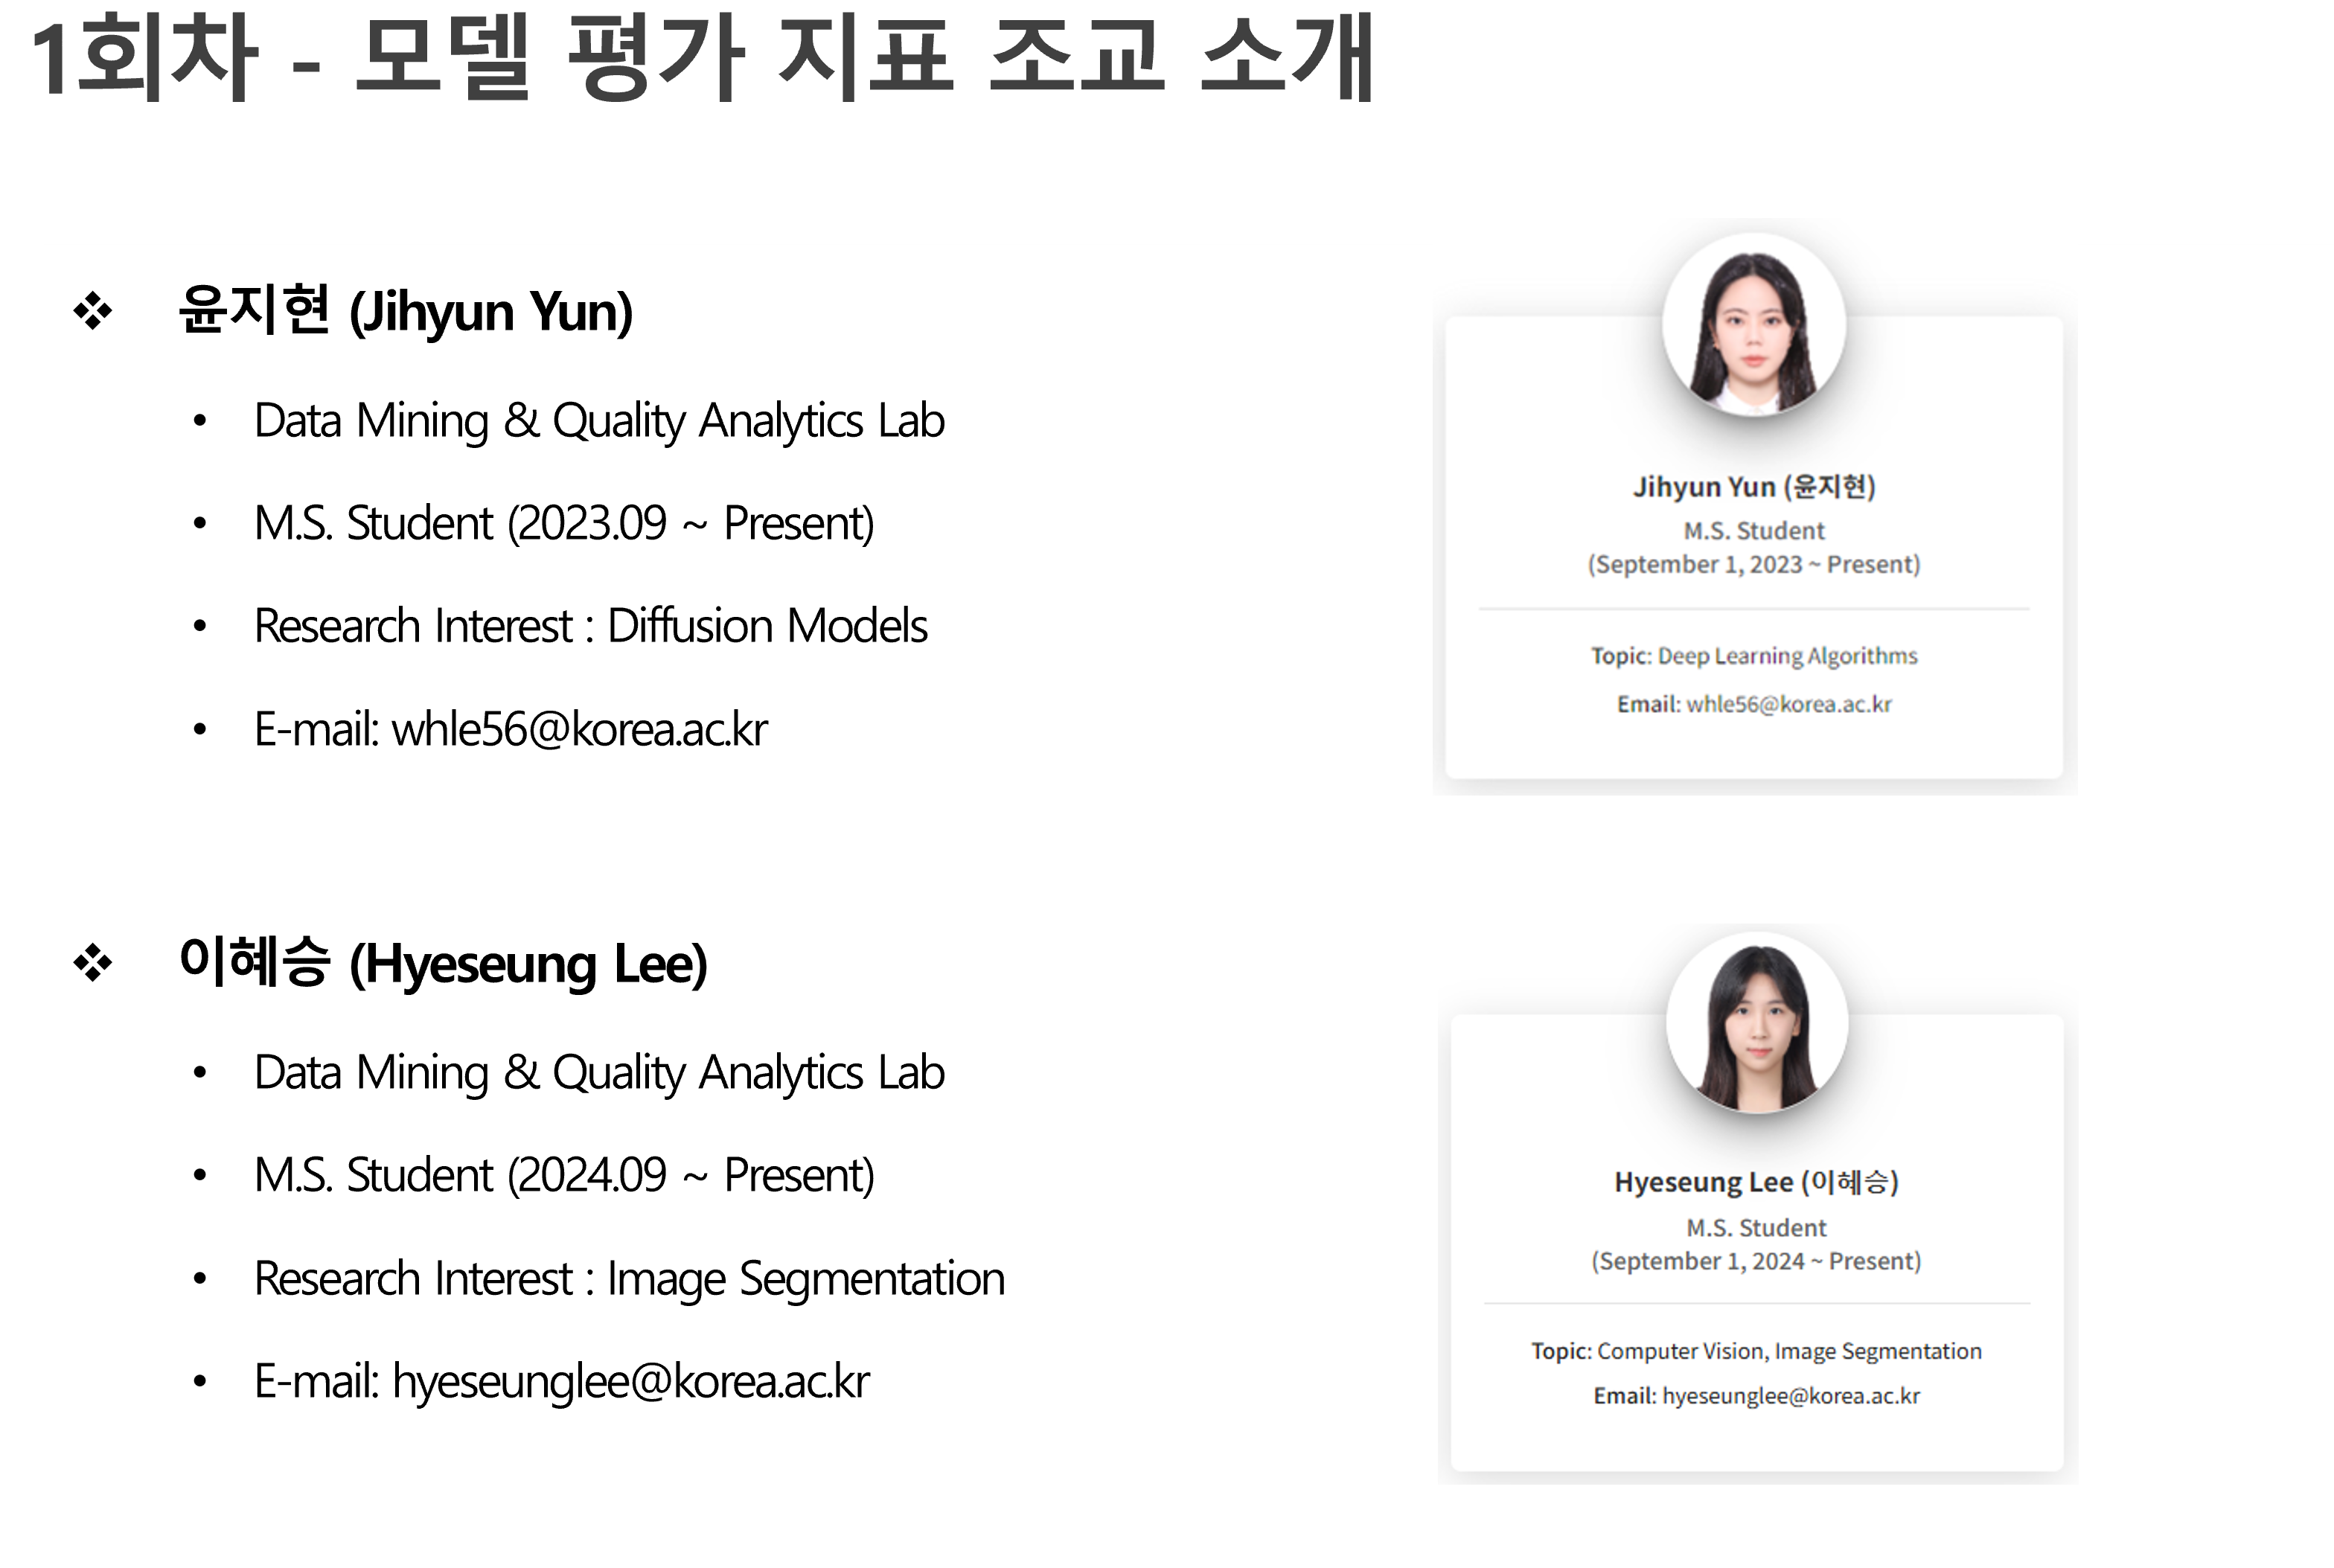 1회차 - 모델 평가 지표 조교 소개
❖ 윤지현 (Jihyun Yun)
• Data Mining & Quality Analytics Lab
• M.S. Student (2023.09 ~ Present)
• Research Interest : Diffusion Models
• E-mail: whle56@korea.ac.kr
Jihyun Yun (윤지현)
M.S. Student
(September 1, 2023 ~ Present)
Topic: Deep Learning Algorithms
Email: whle56@korea.ac.kr
❖ 이혜승 (Hyeseung Lee)
• Data Mining & Quality Analytics Lab
• M.S. Student (2024.09 ~ Present)
• Research Interest : Image Segmentation
• E-mail: hyeseunglee@korea.ac.kr
Hyeseung Lee (이혜승)
M.S. Student
(September 1, 2024 ~ Present)
Topic: Computer Vision, Image Segmentation
Email: hyeseunglee@korea.ac.kr